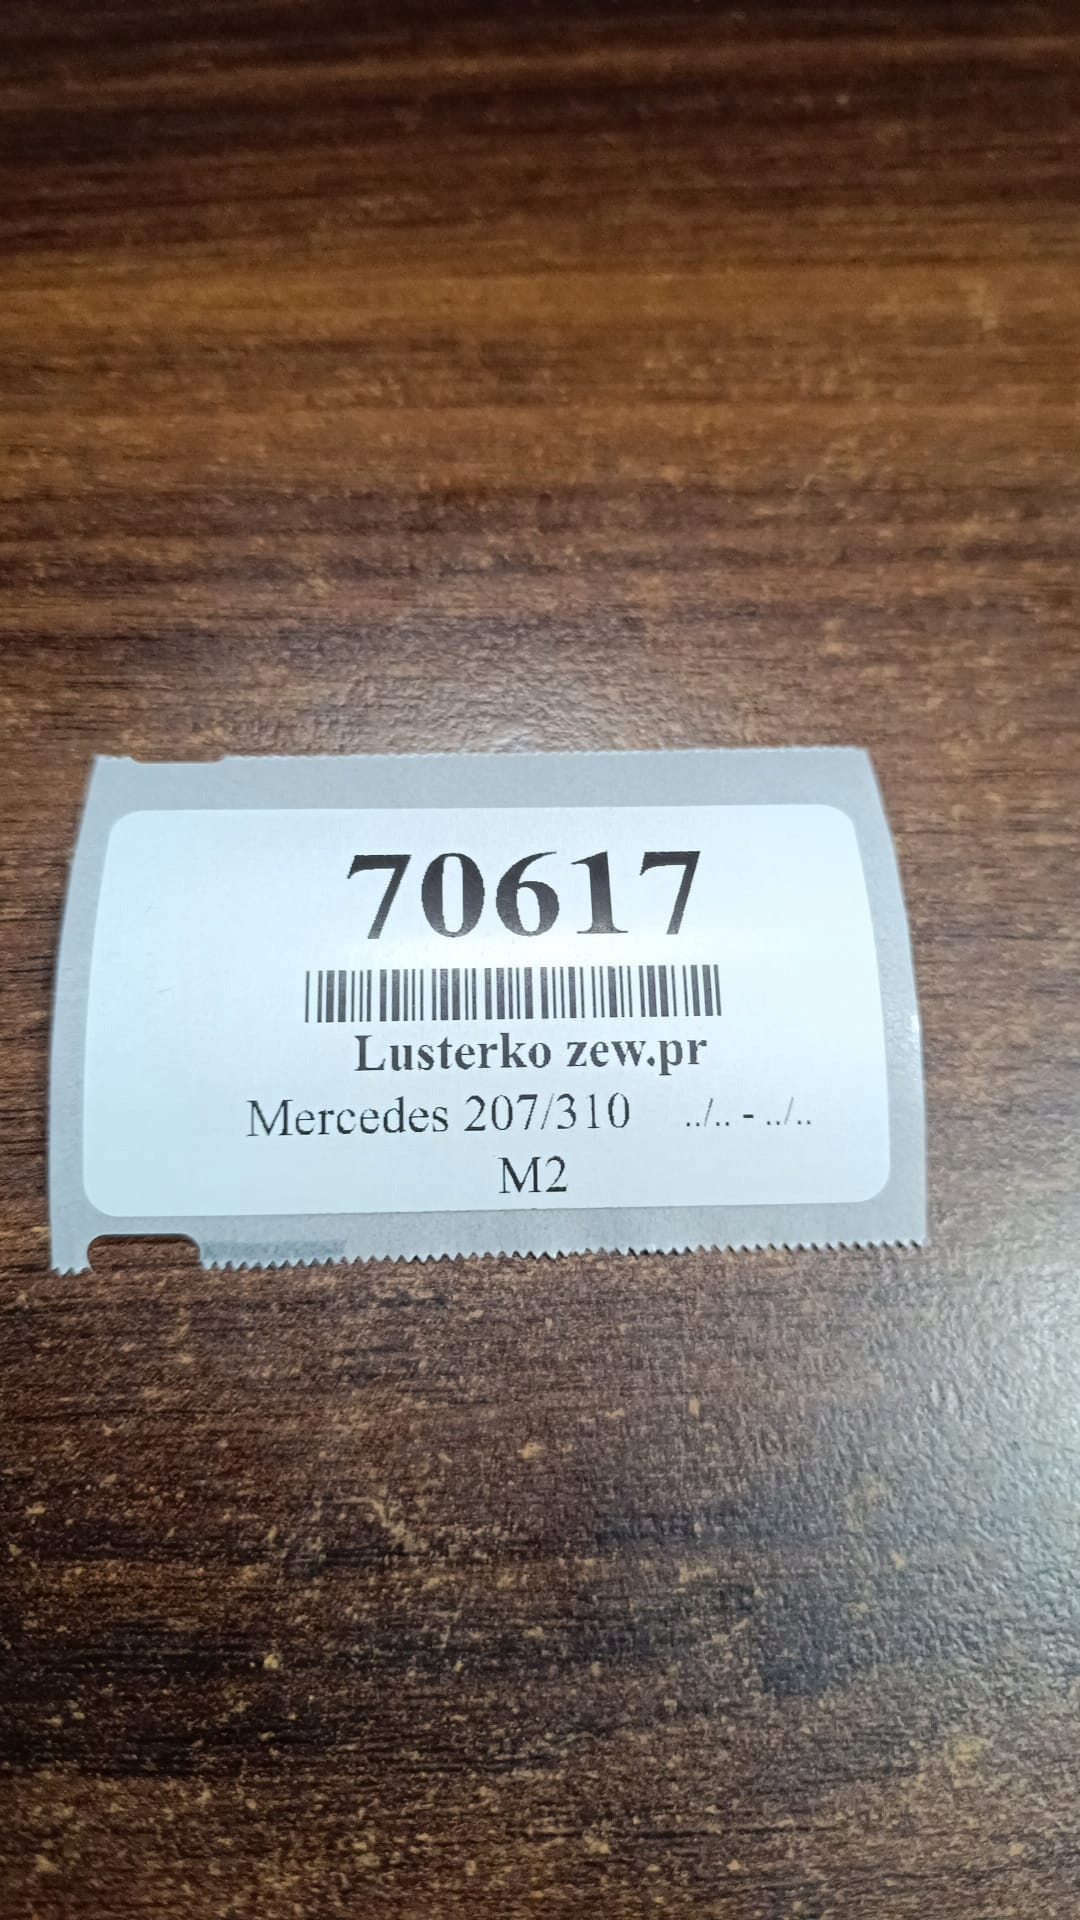 70617
Lusterko zew.pr
Mercedes 207/310 ../.. - ../..
M2